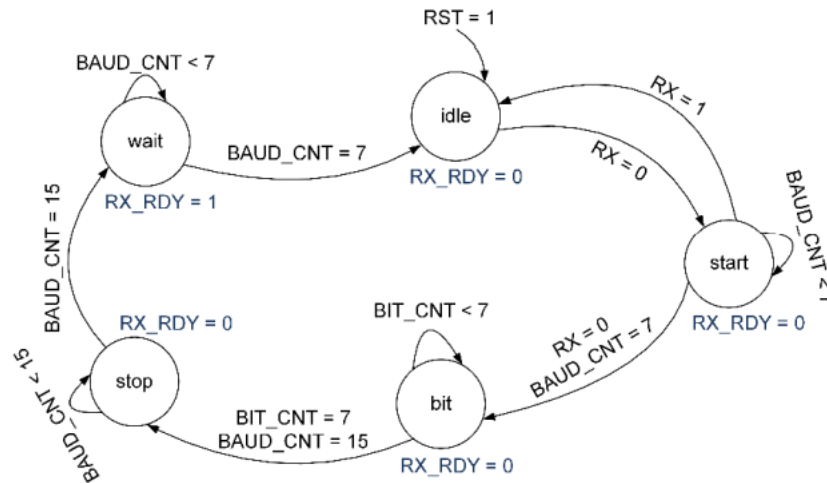 RST = 1
BAUD_CNT < 7
idle
RX = 1
wait
BAUD_CNT = 7
RX = 0
RX_RDY = 0
RX_RDY = 1
BAUD_CNT < 7
start
BAUD_CNT = 15
RX_RDY = 0
BIT_CNT < 7
RX_RDY = 0
RX = 0
BAUD_CNT = 7
BAUD_CNT < 15
stop
bit
BIT_CNT = 7
BAUD_CNT = 15
RX_RDY = 0